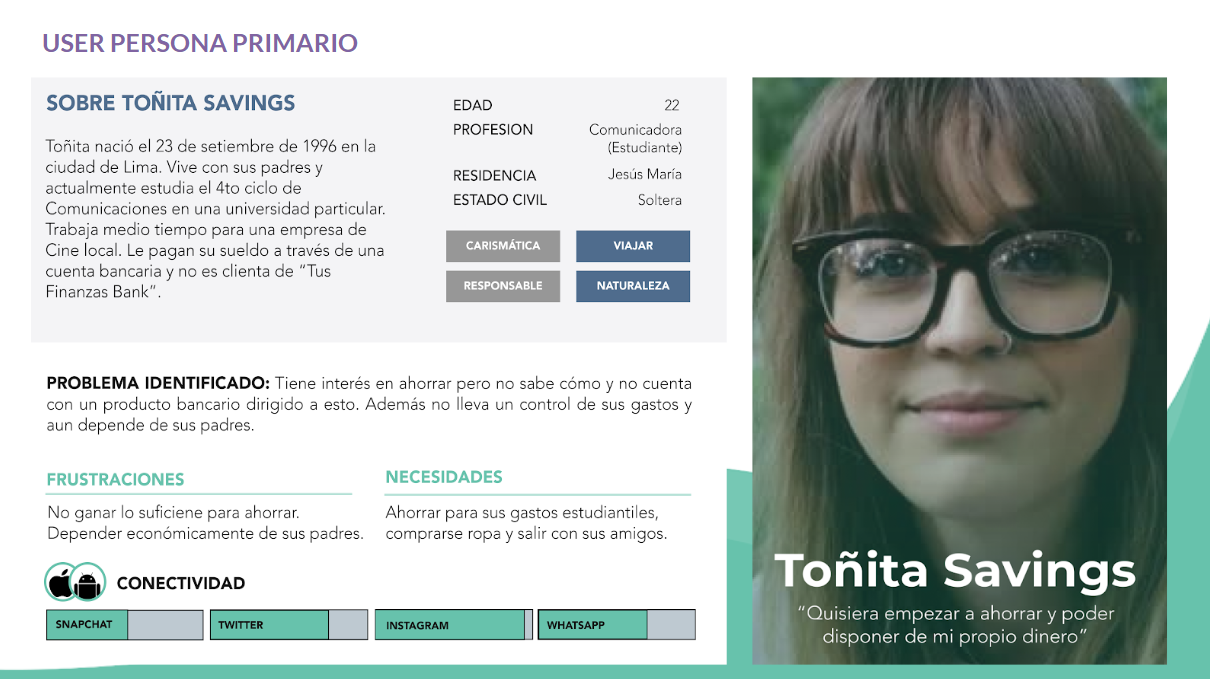 USER PERSONA PRIMARIO
SOBRE TOÑITA SAVINGS
Toñita nació el 23 de setiembre de 1996 en la
ciudad de Lima. Vive con sus padres y
actualmente estudia el 4to ciclo de
Comunicaciones en una universidad particular.
Trabaja medio tiempo para una empresa de
Cine local. Le pagan su sueldo a través de una
cuenta bancaria y no es clienta de “Tus
Finanzas Bank”.
EDAD 22
PROFESION Comunicadora
(Estudiante)
RESIDENCIA Jesús María
ESTADO CIVIL Soltera
CARISMÁTICA VIAJAR
RESPONSABLE NATURALEZA
PROBLEMA IDENTIFICADO: Tiene interés en ahorrar pero no sabe cómo y no cuenta
con un producto bancario dirigido a esto. Además no lleva un control de sus gastos y
aun depende de sus padres.
FRUSTRACIONES
No ganar lo suficiene para ahorrar.
Depender económicamente de sus padres.
NECESIDADES
Ahorrar para sus gastos estudiantiles,
comprarse ropa y salir con sus amigos.
CONECTIVIDAD
SNAPCHAT TWITTER INSTAGRAM WHATSAPP
Toñita Savings
“Quisiera empezar a ahorrar y poder
disponer de mi propio dinero”